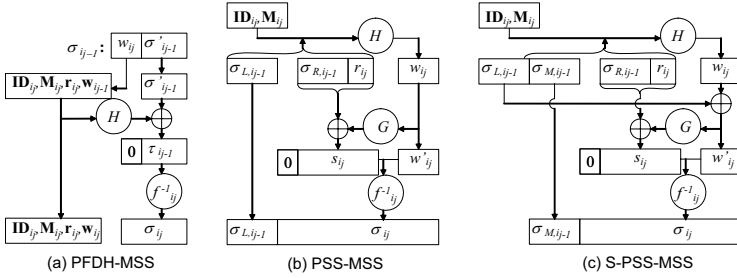 σ_{ij-1}: w_{ij} σ'_{ij-1}
ID_{ij},M_{ij},r_{ij},w_{ij-1} σ'_{ij-1}
H
0 τ_{ij-1}
f^{-1}_{ij}
ID_{ij},M_{ij},r_{ij},w_{ij} σ_{ij}
(a) PFDH-MSS
ID_{ij},M_{ij}
H
σ_{L,ij-1} σ_{R,ij-1} r_{ij} w_{ij}
G
0 s_{ij} w'_{ij}
f^{-1}_{ij}
σ_{L,ij-1} σ_{ij}
(b) PSS-MSS
ID_{ij},M_{ij}
H
σ_{L,ij-1} σ_{M,ij-1} σ_{R,ij-1} r_{ij} w_{ij}
G
0 s_{ij} w'_{ij}
f^{-1}_{ij}
σ_{M,ij-1} σ_{ij}
(c) S-PSS-MSS